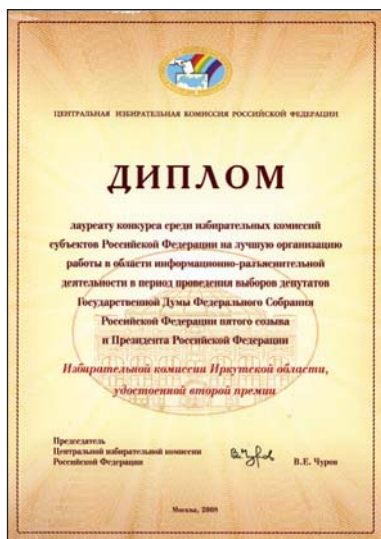 ЦЕНТРАЛЬНАЯ ИЗБИРАТЕЛЬНАЯ КОМИССИЯ РОССИЙСКОЙ ФЕДЕРАЦИИ
ДИПЛОМ
лауреату конкурса среди избирательных комиссий
субъектов Российской Федерации на лучшую организацию
работы в области информационно-разъяснительной
деятельности в период проведения выборов депутатов
Государственной Думы Федерального Собрания
Российской Федерации пятого созыва
и Президента Российской Федерации
Избирательной комиссии Иркутской области,
удостоенной второй премии
Председатель
Центральной избирательной комиссии
Российской Федерации
В.Е. Чуров
Москва, 2008